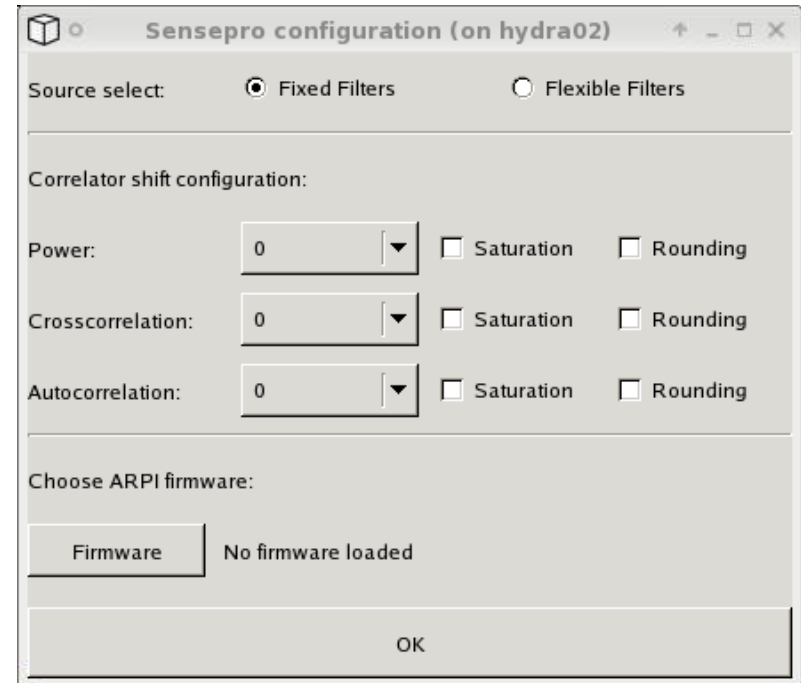 Sensepro configuration (on hydra02)
Source select: Fixed Filters Flexible Filters
Correlator shift configuration:
Power: 0 Saturation Rounding
Crosscorrelation: 0 Saturation Rounding
Autocorrelation: 0 Saturation Rounding
Choose ARPI firmware:
Firmware No firmware loaded
OK